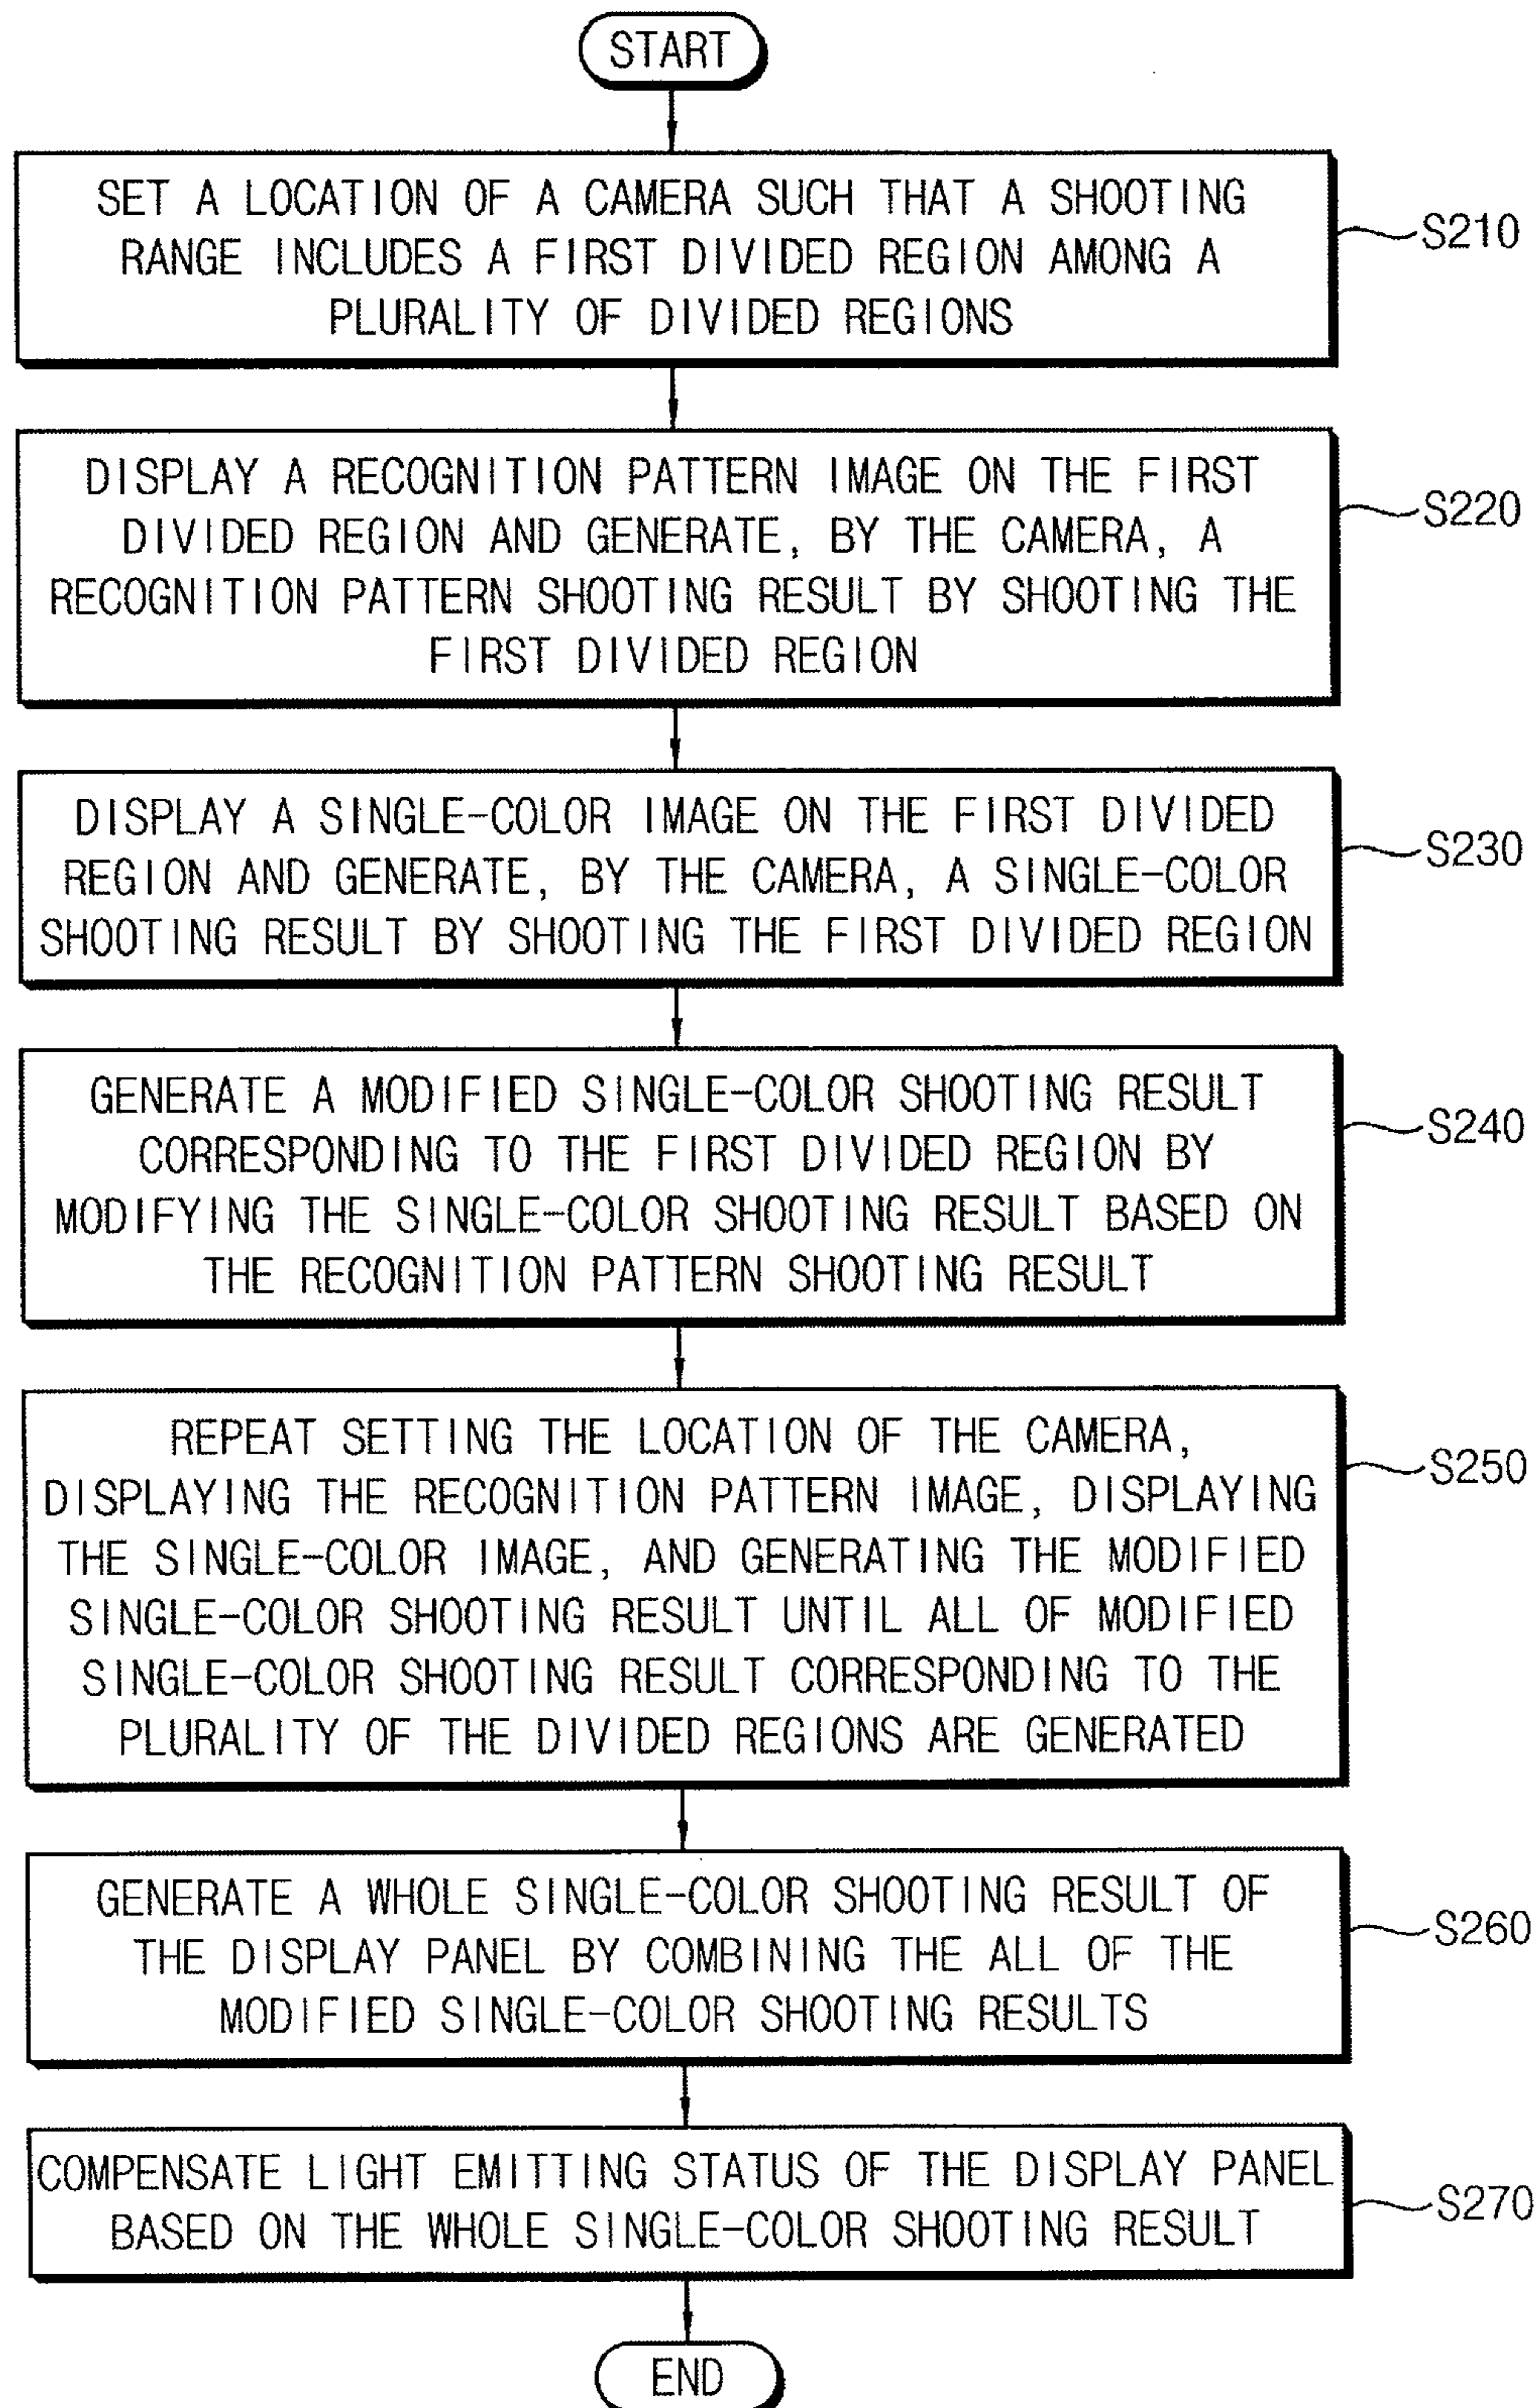 START
SET A LOCATION OF A CAMERA SUCH THAT A SHOOTING
RANGE INCLUDES A FIRST DIVIDED REGION AMONG A
PLURALITY OF DIVIDED REGIONS
S210
DISPLAY A RECOGNITION PATTERN IMAGE ON THE FIRST
DIVIDED REGION AND GENERATE, BY THE CAMERA, A
RECOGNITION PATTERN SHOOTING RESULT BY SHOOTING THE
FIRST DIVIDED REGION
S220
DISPLAY A SINGLE-COLOR IMAGE ON THE FIRST DIVIDED
REGION AND GENERATE, BY THE CAMERA, A SINGLE-COLOR
SHOOTING RESULT BY SHOOTING THE FIRST DIVIDED REGION
S230
GENERATE A MODIFIED SINGLE-COLOR SHOOTING RESULT
CORRESPONDING TO THE FIRST DIVIDED REGION BY
MODIFYING THE SINGLE-COLOR SHOOTING RESULT BASED ON
THE RECOGNITION PATTERN SHOOTING RESULT
S240
REPEAT SETTING THE LOCATION OF THE CAMERA,
DISPLAYING THE RECOGNITION PATTERN IMAGE, DISPLAYING
THE SINGLE-COLOR IMAGE, AND GENERATING THE MODIFIED
SINGLE-COLOR SHOOTING RESULT UNTIL ALL OF MODIFIED
SINGLE-COLOR SHOOTING RESULT CORRESPONDING TO THE
PLURALITY OF THE DIVIDED REGIONS ARE GENERATED
S250
GENERATE A WHOLE SINGLE-COLOR SHOOTING RESULT OF
THE DISPLAY PANEL BY COMBINING THE ALL OF THE
MODIFIED SINGLE-COLOR SHOOTING RESULTS
S260
COMPENSATE LIGHT EMITTING STATUS OF THE DISPLAY PANEL
BASED ON THE WHOLE SINGLE-COLOR SHOOTING RESULT
S270
END